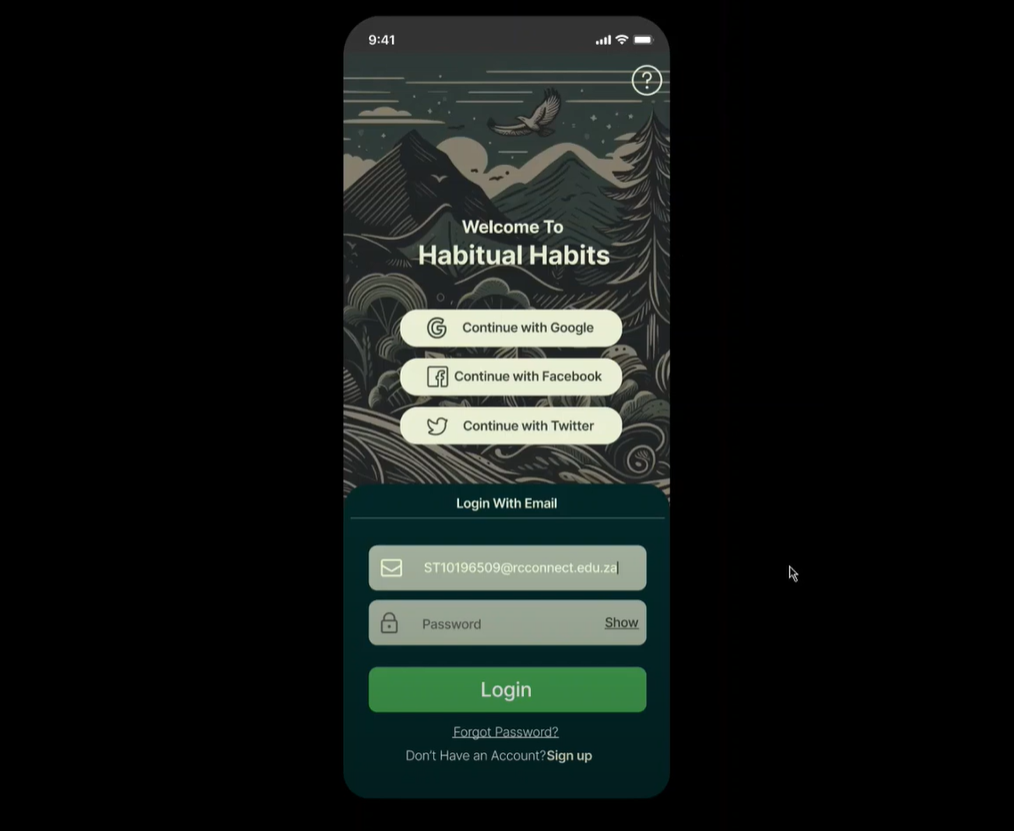 9:41
?
Welcome To
Habitual Habits
Continue with Google
Continue with Facebook
Continue with Twitter
Login With Email
ST10196509@rcconnect.edu.za
Password Show
Login
Forgot Password?
Don't Have an Account?Sign up